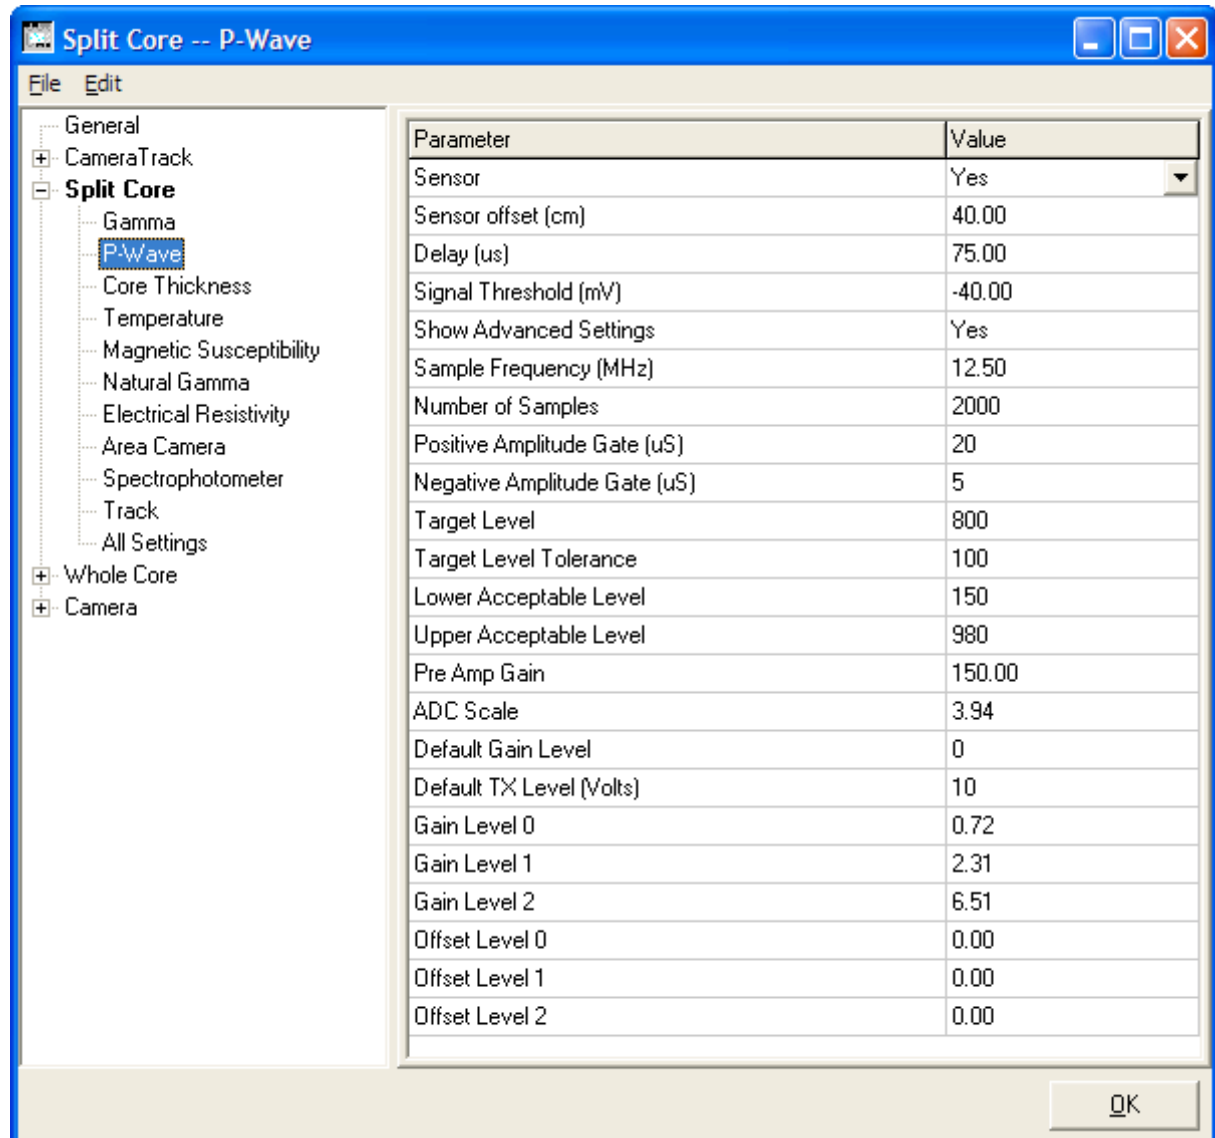 Split Core -- P-Wave
File Edit
General
CameraTrack
Split Core
Gamma
P-Wave
Core Thickness
Temperature
Magnetic Susceptibility
Natural Gamma
Electrical Resistivity
Area Camera
Spectrophotometer
Track
All Settings
Whole Core
Camera
Parameter Value
Sensor Yes
Sensor offset (cm) 40.00
Delay (us) 75.00
Signal Threshold (mV) -40.00
Show Advanced Settings Yes
Sample Frequency (MHz) 12.50
Number of Samples 2000
Positive Amplitude Gate (uS) 20
Negative Amplitude Gate (uS) 5
Target Level 800
Target Level Tolerance 100
Lower Acceptable Level 150
Upper Acceptable Level 980
Pre Amp Gain 150.00
ADC Scale 3.94
Default Gain Level 0
Default TX Level (Volts) 10
Gain Level 0 0.72
Gain Level 1 2.31
Gain Level 2 6.51
Offset Level 0 0.00
Offset Level 1 0.00
Offset Level 2 0.00
OK